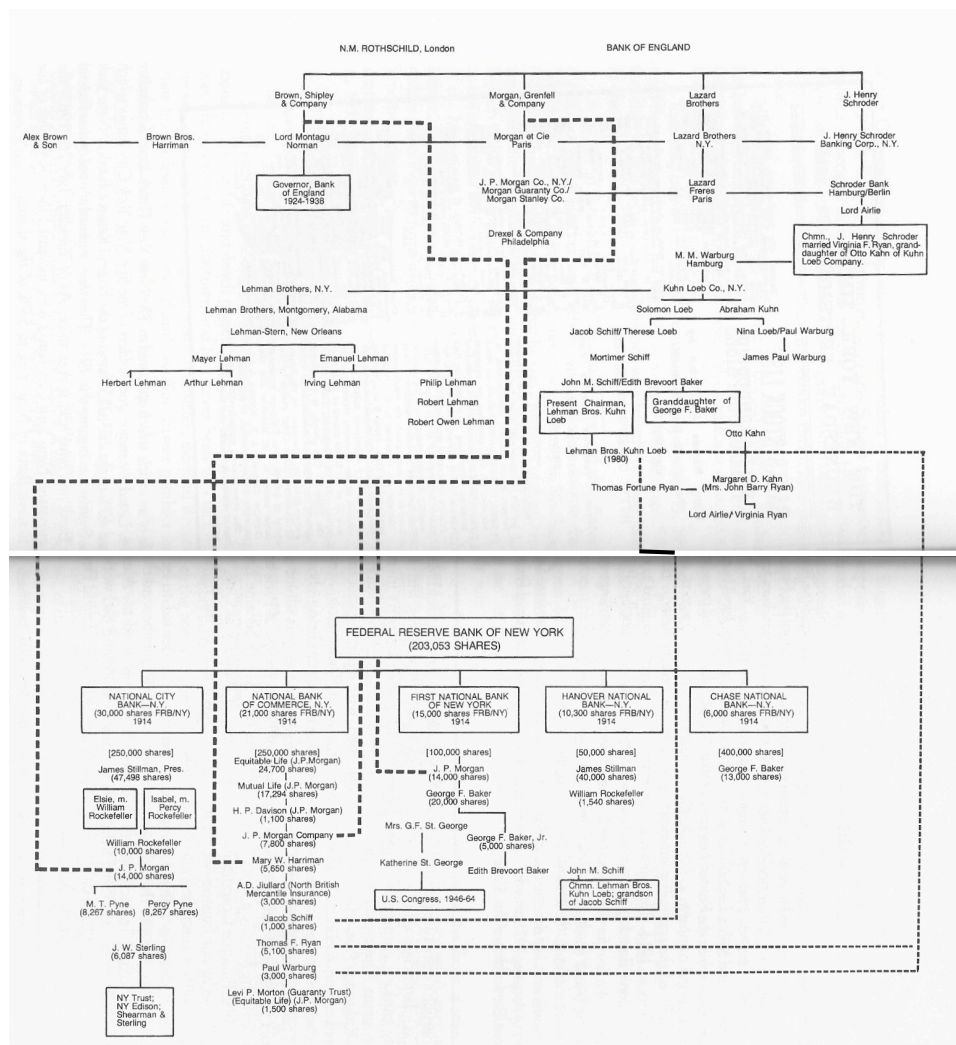 N.M. ROTHSCHILD, London
BANK OF ENGLAND
Brown, Shipley
& Company
Morgan, Grenfell
& Company
Lazard
Brothers
J. Henry
Schroder
Alex Brown
& Son
Brown Bros.
Harriman
Lord Montagu
Norman
Morgan et Cie
Paris
Lazard Brothers
N.Y.
J. Henry Schroder
Banking Corp., N.Y.
Governor, Bank
of England
1924-1938
J. P. Morgan Co., N.Y./
Morgan Guaranty Co./
Morgan Stanley Co.
Lazard
Freres
Paris
Schroder Bank
Hamburg/Berlin
Lord Airlie
Drexel & Company
Philadelphia
Chmn., J. Henry Schroder
married Virginia F. Ryan, grand-
daughter of Otto Kahn of Kuhn
Loeb Company.
M. M. Warburg
Hamburg
Lehman Brothers, N.Y.
Kuhn Loeb Co., N.Y.
Lehman Brothers, Montgomery, Alabama
Solomon Loeb
Abraham Kuhn
Lehman-Stern, New Orleans
Jacob Schiff/Therese Loeb
Nina Loeb/Paul Warburg
Mayer Lehman
Emanuel Lehman
Mortimer Schiff
James Paul Warburg
Herbert Lehman
Arthur Lehman
Irving Lehman
Philip Lehman
John M. Schiff/Edith Brevoort Baker
Robert Lehman
Present Chairman,
Lehman Bros. Kuhn
Loeb
Granddaughter of
George F. Baker
Robert Owen Lehman
Otto Kahn
Lehman Bros. Kuhn Loeb
(1980)
Thomas Fortune Ryan
Margaret D. Kahn
(Mrs. John Barry Ryan)
Lord Airlie/Virginia Ryan
FEDERAL RESERVE BANK OF NEW YORK
(203,053 SHARES)
NATIONAL CITY
BANK—N.Y.
(30,000 shares FRB/NY)
1914
NATIONAL BANK
OF COMMERCE, N.Y.
(21,000 shares FRB/NY)
1914
FIRST NATIONAL BANK
OF NEW YORK
(15,000 shares FRB/NY)
1914
HANOVER NATIONAL
BANK—N.Y.
(10,300 shares FRB/NY)
1914
CHASE NATIONAL
BANK—N.Y.
(6,000 shares FRB/NY)
1914
[250,000 shares]
James Stillman, Pres.
(47,498 shares)
Elsie, m.
William
Rockefeller
Isabel, m.
Percy
Rockefeller
William Rockefeller
(10,000 shares)
J. P. Morgan
(14,000 shares)
M. T. Pyne
(8,267 shares)
Percy Pyne
(8,267 shares)
J. W. Sterling
(6,087 shares)
NY Trust;
NY Edison;
Shearman &
Sterling
[250,000 shares]
Equitable Life (J.P.Morgan)
24,700 shares)
Mutual Life (J.P. Morgan)
(17,294 shares)
H. P. Davison (J.P. Morgan)
(1,100 shares)
J. P. Morgan Company
(7,800 shares)
Mary W. Harriman
(5,650 shares)
A.D. Jiullard (North British
Mercantile Insurance)
(3,000 shares)
Jacob Schiff
(1,000 shares)
Thomas F. Ryan
(5,100 shares)
Paul Warburg
(3,000 shares)
Levi P. Morton (Guaranty Trust)
(Equitable Life) (J.P. Morgan)
(1,500 shares)
[100,000 shares]
J. P. Morgan
(14,000 shares)
George F. Baker
(20,000 shares)
Mrs. G.F. St. George
George F. Baker, Jr.
(5,000 shares)
Katherine St. George
Edith Brevoort Baker
U.S. Congress, 1946-64
[50,000 shares]
James Stillman
(40,000 shares)
William Rockefeller
(1,540 shares)
John M. Schiff
Chmn. Lehman Bros.
Kuhn Loeb; grandson
of Jacob Schiff
[400,000 shares]
George F. Baker
(13,000 shares)